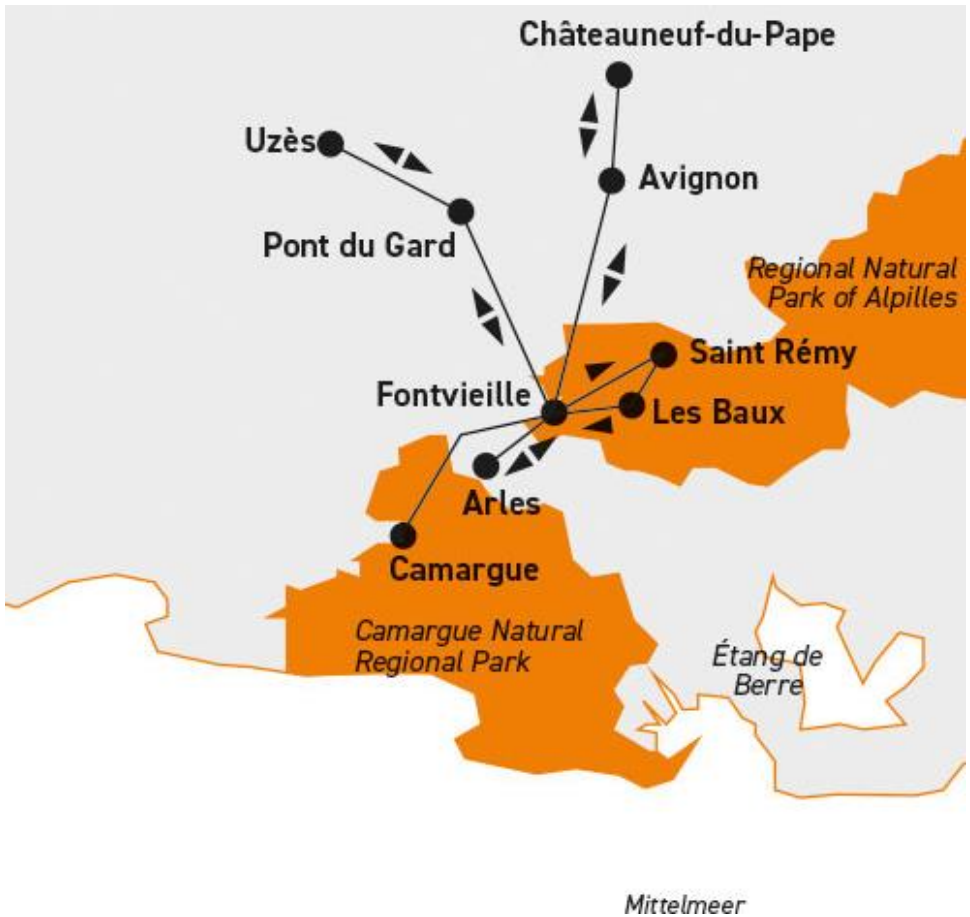 Châteauneuf-du-Pape
Uzès
Avignon
Pont du Gard
Regional Natural
Park of Alpilles
Saint Rémy
Fontvieille
Les Baux
Arles
Camargue
Camargue Natural
Regional Park
Étang de
Berre
Mittelmeer